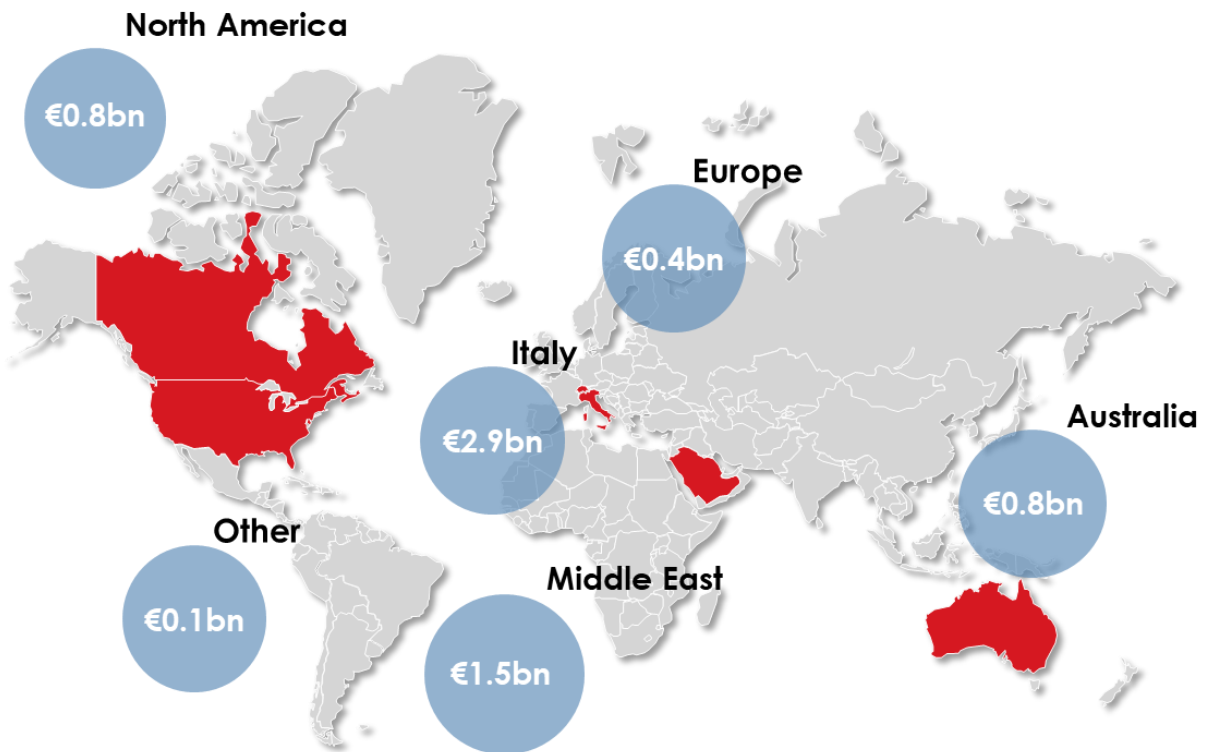 North America
€0.8bn
Europe
€0.4bn
Italy
€2.9bn
Australia
€0.8bn
Other
€0.1bn
Middle East
€1.5bn